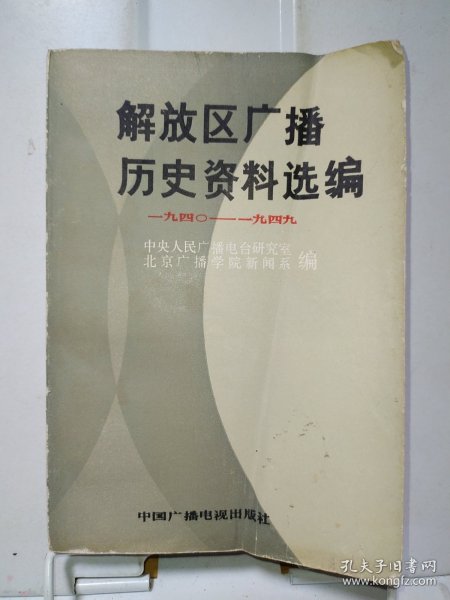 解放区广播
历史资料选编
一九四〇——一九四九
中央人民广播电台研究室
北京广播学院新闻系
编
中国广播电视出版社
孔夫子旧书网
www.kongfz.com